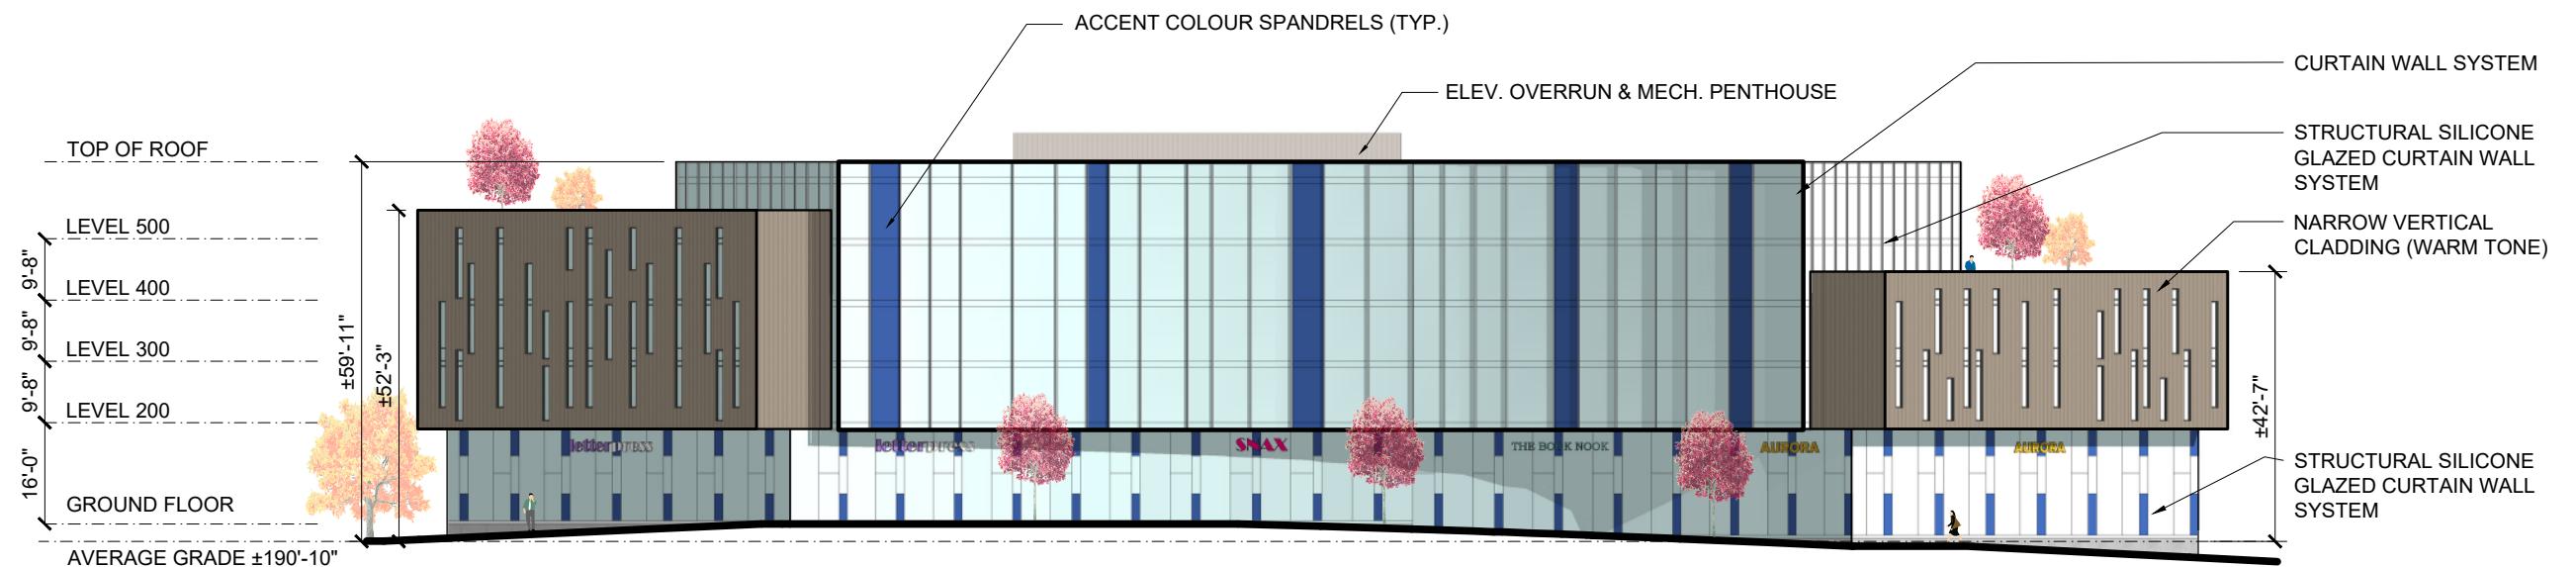 ACCENT COLOUR SPANDRELS (TYP.)
CURTAIN WALL SYSTEM
ELEV. OVERRUN & MECH. PENTHOUSE
STRUCTURAL SILICONE
GLAZED CURTAIN WALL
SYSTEM
TOP OF ROOF
NARROW VERTICAL
CLADDING (WARM TONE)
LEVEL 500
9'-8"
LEVEL 400
9'-8"
LEVEL 300
9'-8"
LEVEL 200
16'-0"
GROUND FLOOR
AVERAGE GRADE ±190'-10"
±59'-11"
±52'-3"
±42'-7"
letterpress
letterpress
SNAX
THE BOOK NOOK
AURORA
AURORA
STRUCTURAL SILICONE
GLAZED CURTAIN WALL
SYSTEM